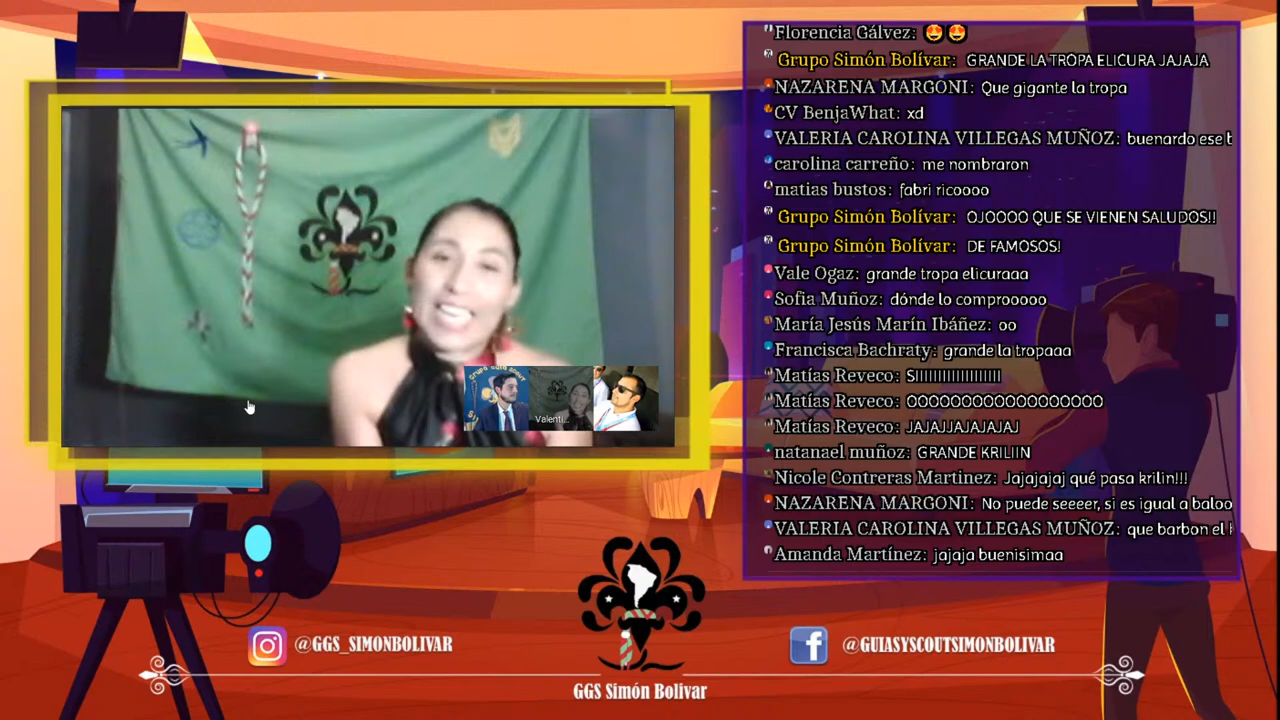 Florencia Gálvez: 😍😍
Grupo Simón Bolívar: GRANDE LA TROPA ELICURA JAJAJA
NAZARENA MARGONI: Que gigante la tropa
CV BenjaWhat: xd
VALERIA CAROLINA VILLEGAS MUÑOZ: buenardo ese
carolina carreño: me nombraron
matias bustos: fabri ricoooo
Grupo Simón Bolívar: OJOOOO QUE SE VIENEN SALUDOS!!
Grupo Simón Bolívar: DE FAMOSOS!
Vale Ogaz: grande tropa elicuraaa
Sofia Muñoz: dónde lo comprooooo
María Jesús Marín Ibáñez: oo
Francisca Bachraty: grande la tropaaa
Matías Reveco: SIIIIIIIIIIIIIIIIII
Matías Reveco: OOOOOOOOOOOOOOOOOO
Matías Reveco: JAJAJJAJAJAJAJ
natanael muñoz: GRANDE KRILIIN
Nicole Contreras Martinez: Jajajajaj qué pasa krilin!!!
NAZARENA MARGONI: No puede seeeer, si es igual a baloo
VALERIA CAROLINA VILLEGAS MUÑOZ: que barbon el
Amanda Martínez: jajaja buenisimaa
Valenti...
@GGS_SIMONBOLIVAR
@GUIASYSCOUTSIMONBOLIVAR
GGS Simón Bolivar